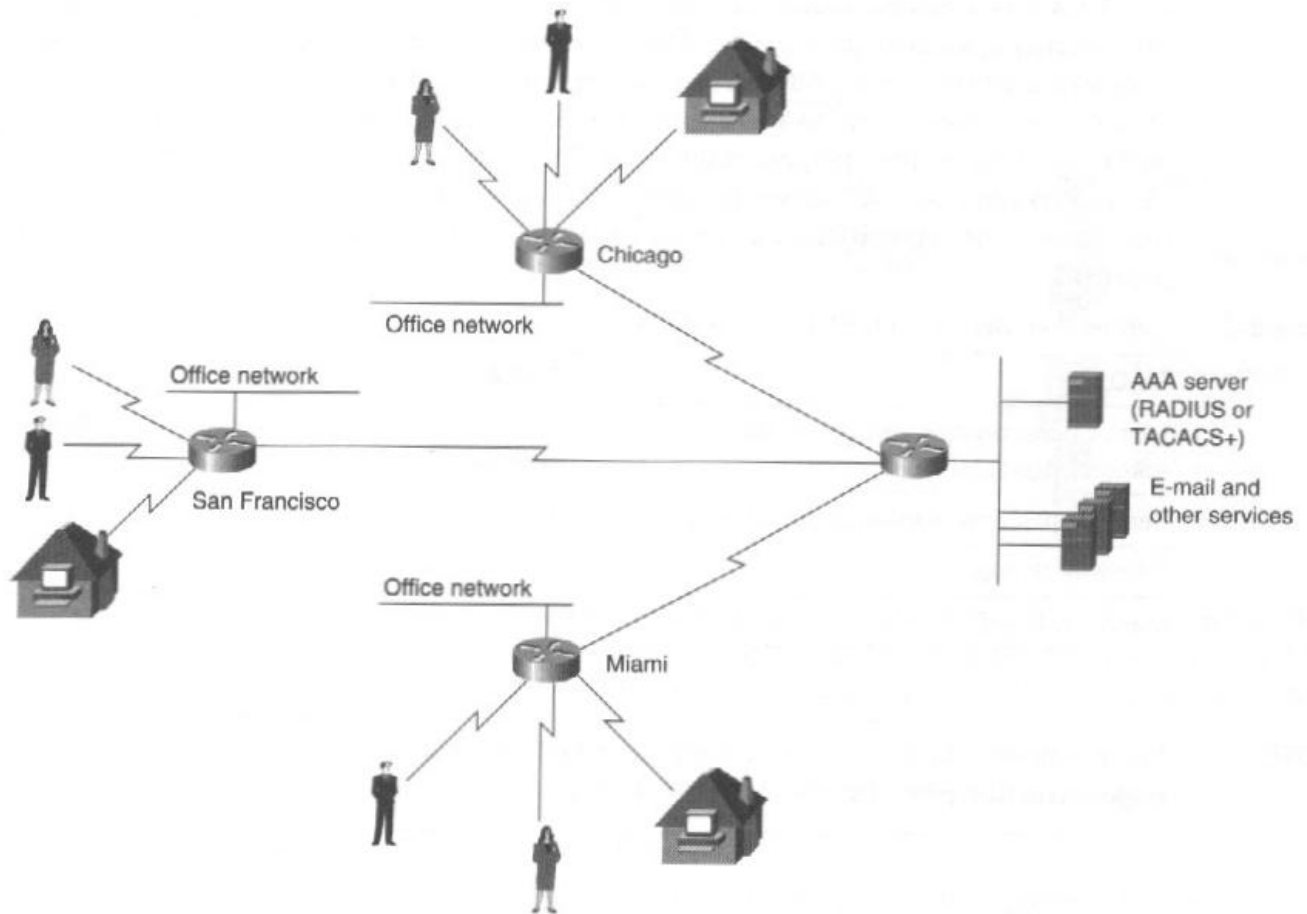 Chicago
Office network
Office network
San Francisco
AAA server
(RADIUS or
TACACS+)
E-mail and
other services
Office network
Miami